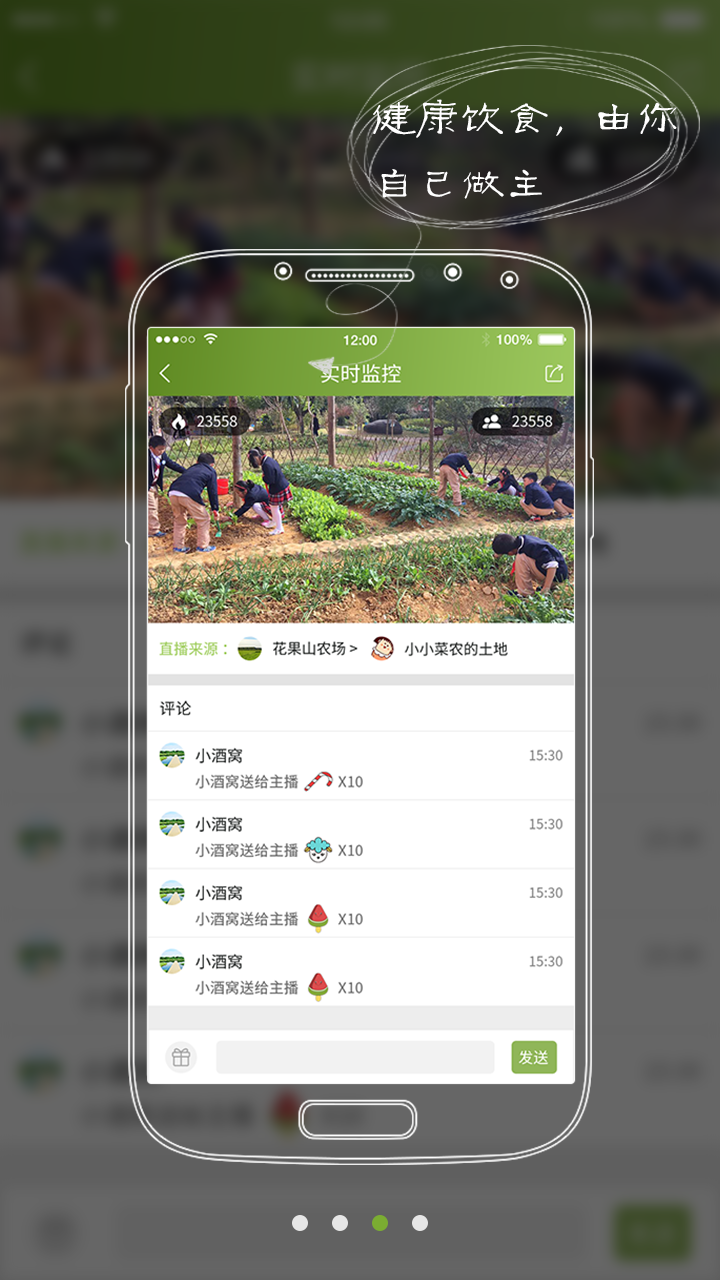 健康饮食，由你
自己做主
12:00
100%
实时监控
23558
23558
直播来源： 花果山农场 > 小小菜农的土地
评论
小酒窝 15:30
小酒窝送给主播 X10
小酒窝 15:30
小酒窝送给主播 X10
小酒窝 15:30
小酒窝送给主播 X10
小酒窝 15:30
小酒窝送给主播 X10
发送